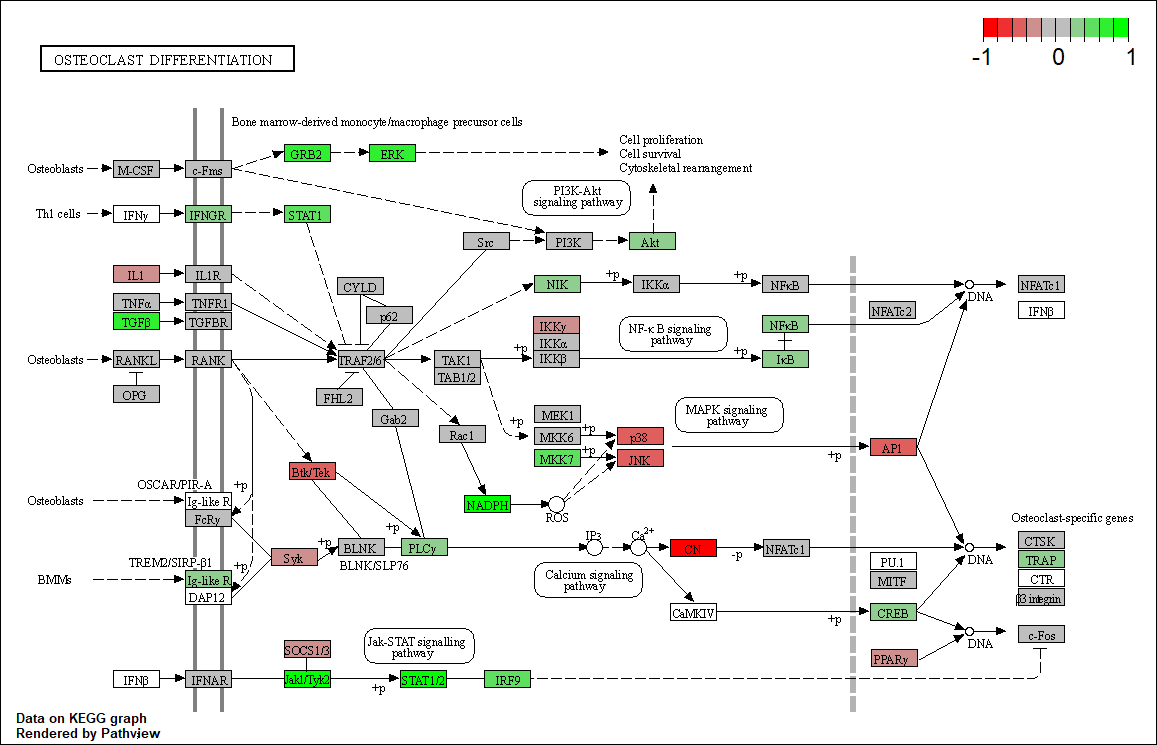 OSTEOCLAST DIFFERENTIATION
-1 0 1
Bone marrow-derived monocyte/macrophage precursor cells
Osteoblasts
M-CSF
c-Fms
GRB2
ERK
Cell proliferation
Cell survival
Cytoskeletal rearrangement
PI3K-Akt
signaling pathway
Th1 cells
IFNγ
IFNGR
STAT1
Src
PI3K
Akt
IL1
IL1R
TNFα
TNFR1
TGFβ
TGFBR
CYLD
p62
NIK
+p
IKKα
+p
NFκB
DNA
NFATc1
IFNβ
NFATc2
IKKγ
IKKα
IKKβ
NF-κ B signaling
pathway
NFκB
IκB
+p
+p
Osteoblasts
RANKL
RANK
OPG
TRAF2/6
TAK1
TAB1/2
FHL2
Gab2
Rac1
+p
MEK1
MKK6
MKK7
+p
+p
p38
JNK
MAPK signaling
pathway
+p
AP1
Btk/Tek
NADPH
ROS
OSCAR/PIR-A
+p
Osteoblasts
Ig-like R
FcRγ
TREM2/SIRP-β1
+p
BMMs
Ig-like R
DAP12
Syk
+p
BLNK
BLNK/SLP76
+p
PLCγ
IP3
Ca2+
CN
-p
NFATc1
Calcium signaling
pathway
CaMKIV
+p
PU.1
MITF
CREB
PPARγ
DNA
DNA
Osteoclast-specific genes
CTSK
TRAP
CTR
β3 integrin
c-Fos
Jak-STAT signalling
pathway
SOCS1/3
IFNβ
IFNAR
Jak1/Tyk2
+p
STAT1/2
IRF9
Data on KEGG graph
Rendered by Pathview